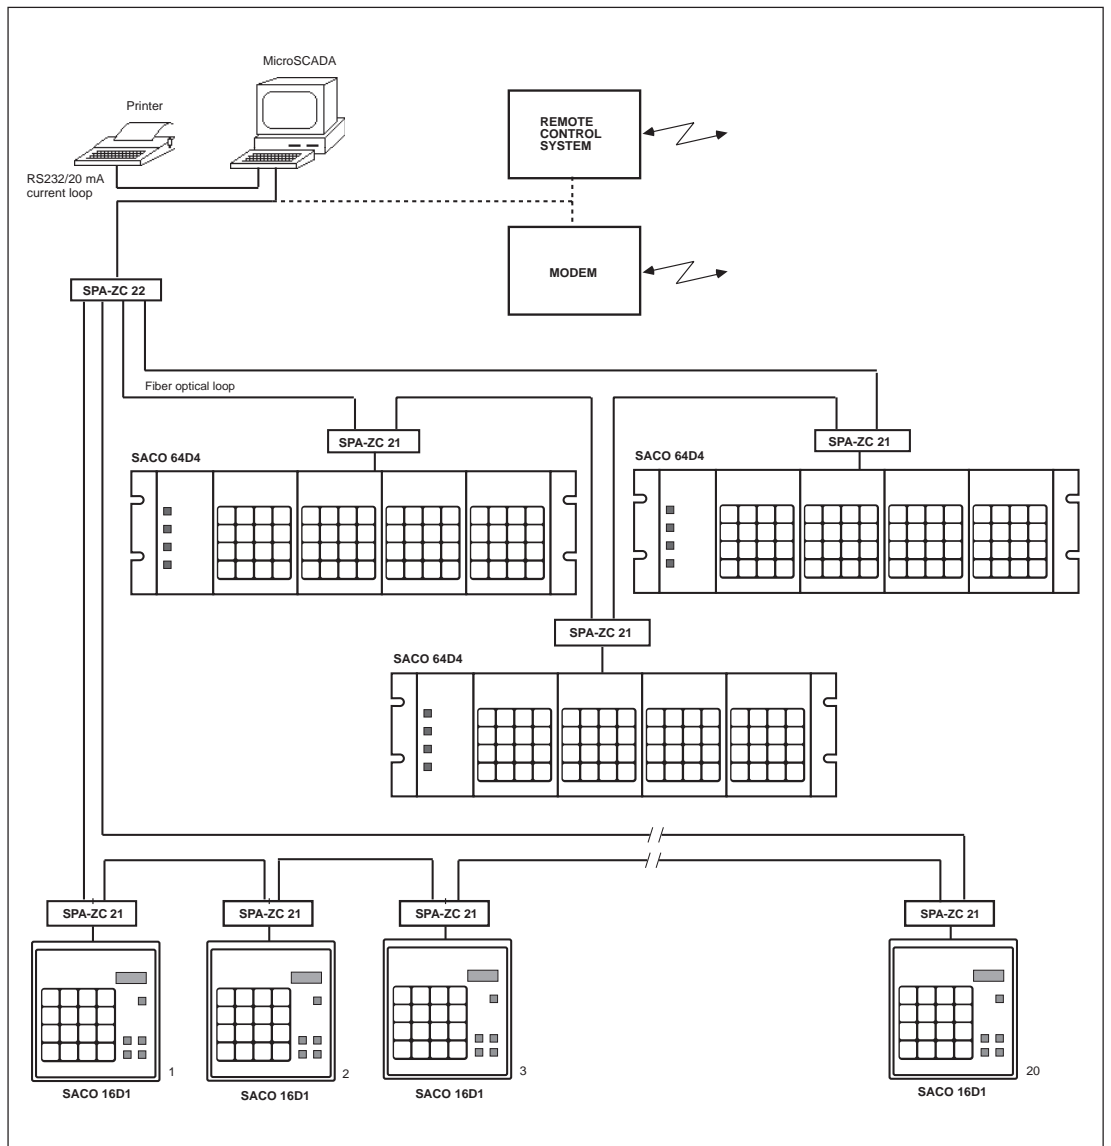 MicroSCADA
Printer
REMOTE
CONTROL
SYSTEM
RS232/20 mA
current loop
MODEM
SPA-ZC 22
Fiber optical loop
SPA-ZC 21
SPA-ZC 21
SACO 64D4
SACO 64D4
SPA-ZC 21
SACO 64D4
SPA-ZC 21
SPA-ZC 21
SPA-ZC 21
SPA-ZC 21
1
2
3
20
SACO 16D1
SACO 16D1
SACO 16D1
SACO 16D1